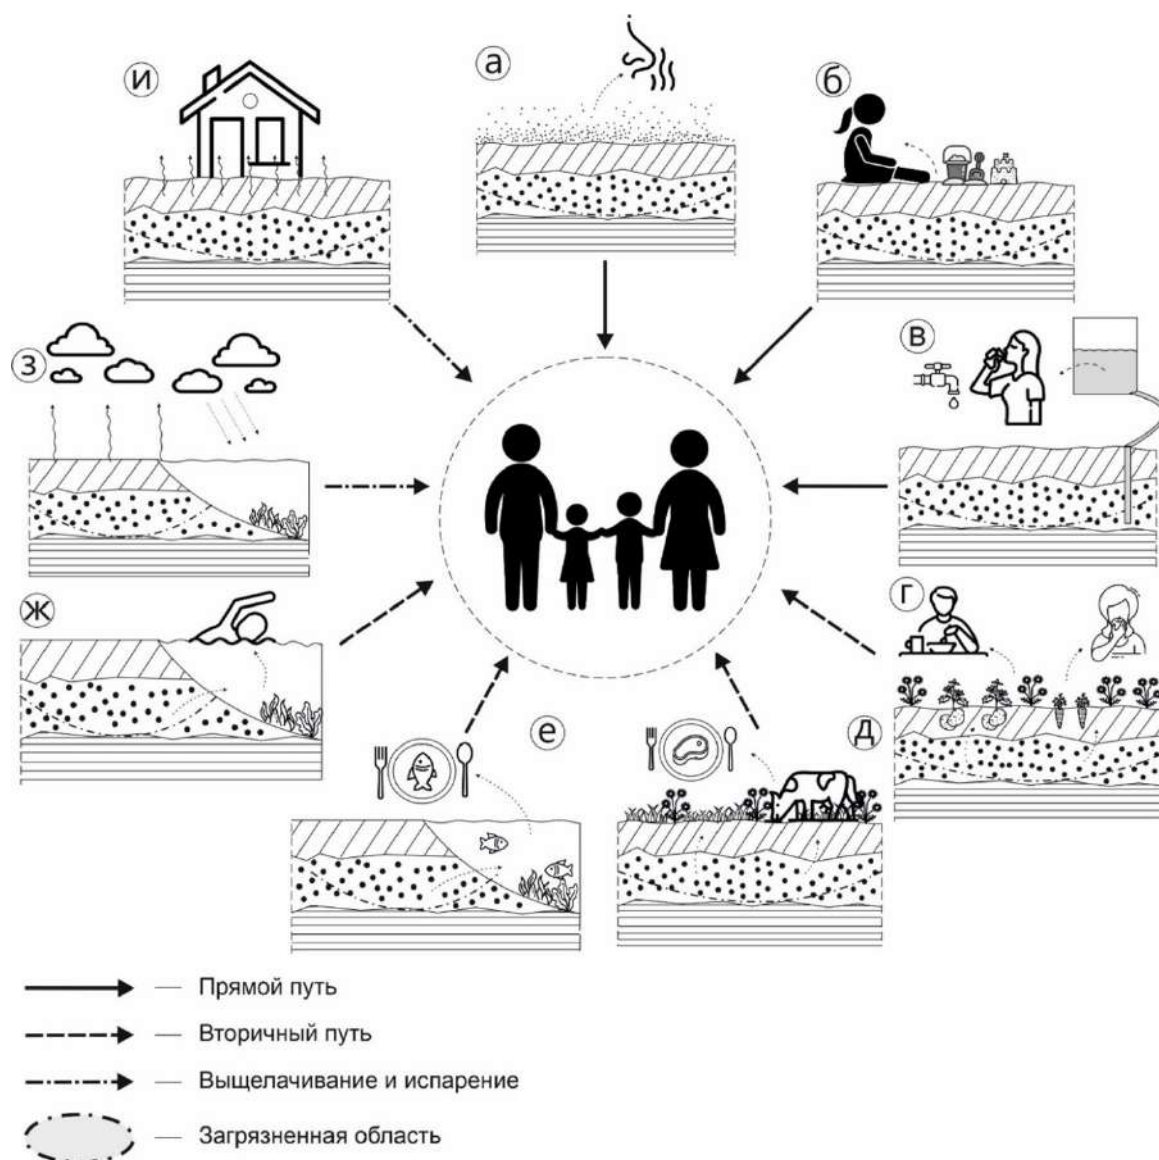 и
а
б
з
в
ж
г
е
д
Прямой путь
Вторичный путь
Выщелачивание и испарение
Загрязненная область